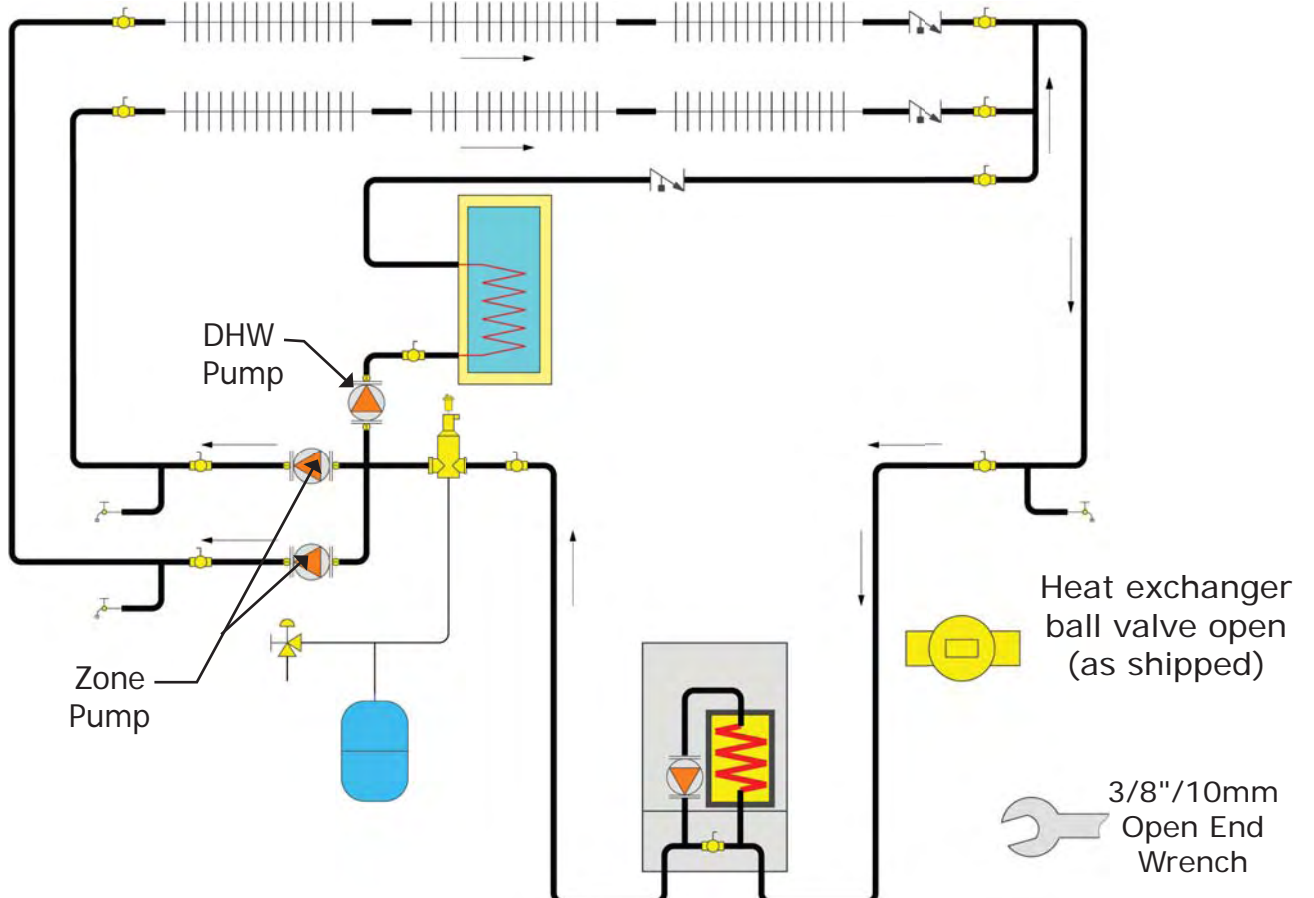 DHW
Pump
Zone
Pump
Heat exchanger
ball valve open
(as shipped)
3/8"/10mm
Open End
Wrench